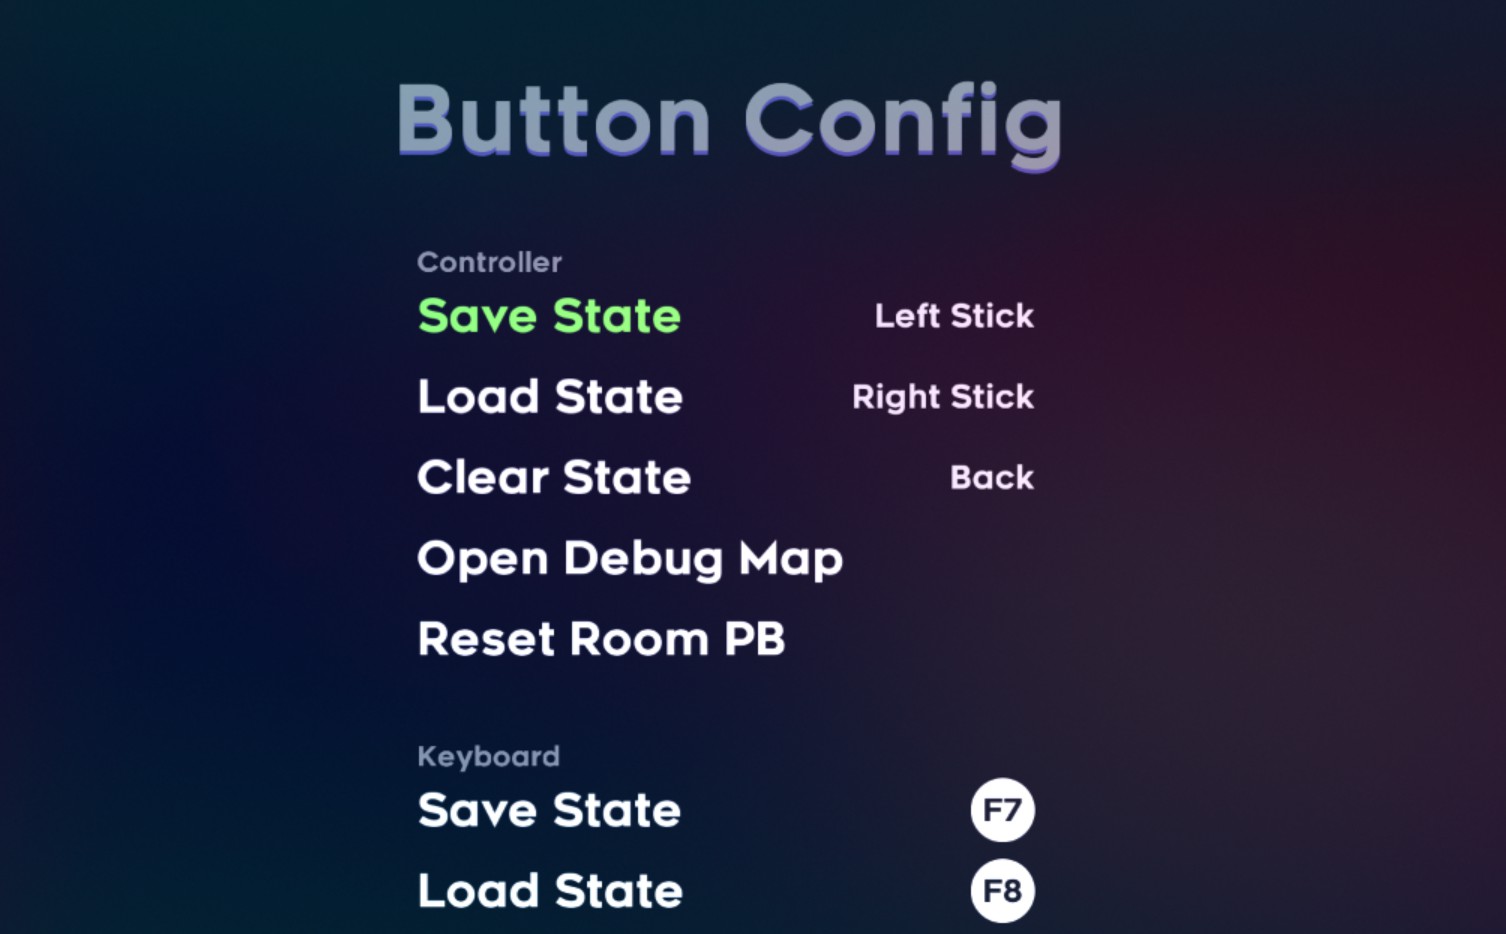 Button Config
Controller
Save State Left Stick
Load State Right Stick
Clear State Back
Open Debug Map
Reset Room PB
Keyboard
Save State F7
Load State F8